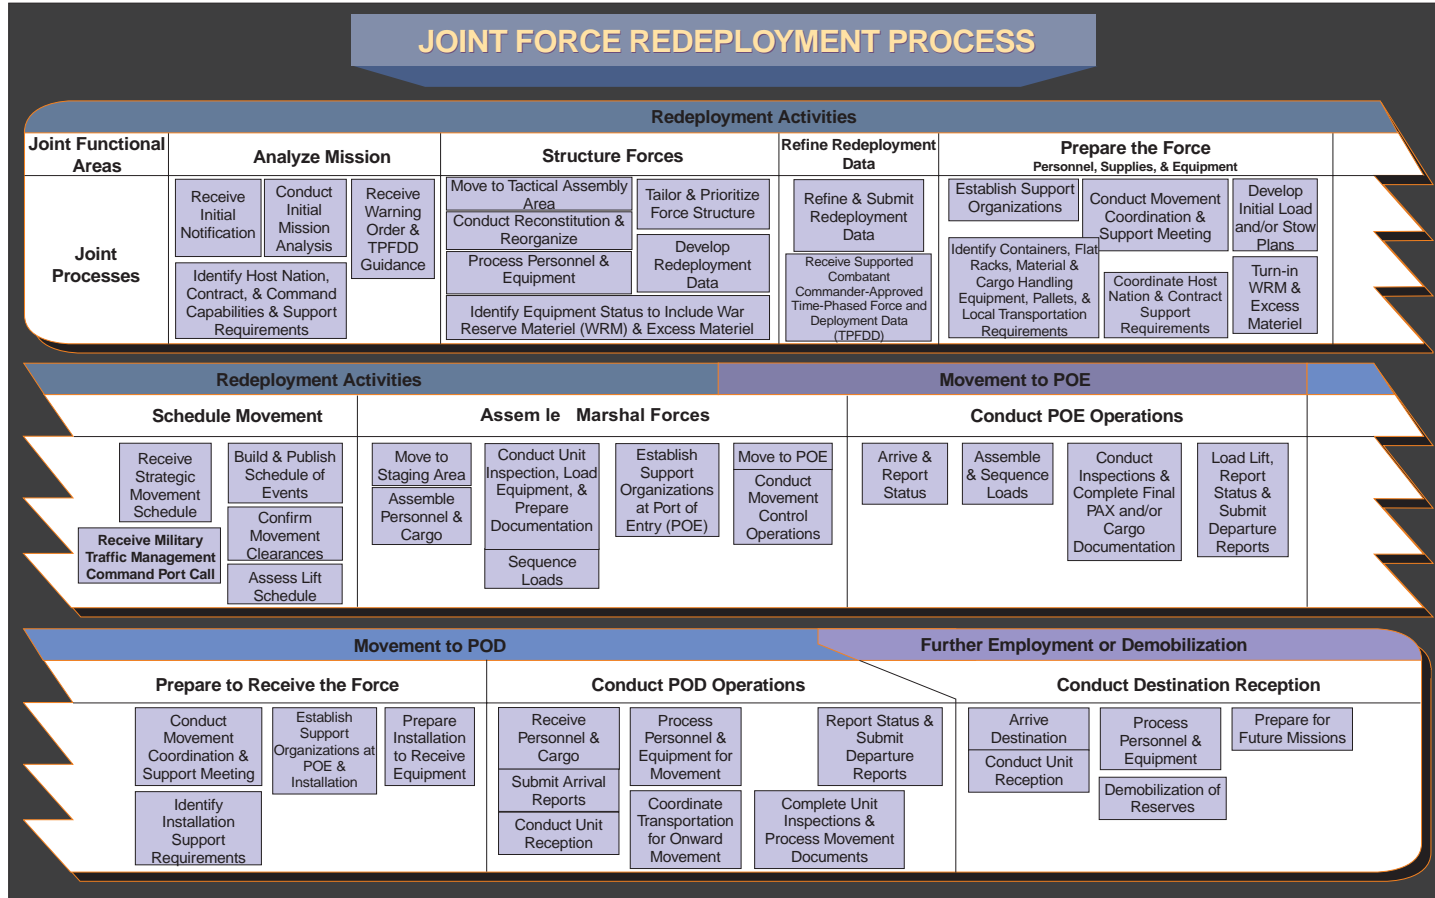 JOINT FORCE REDEPLOYMENT PROCESS
Redeployment Activities
Joint Functional
Areas
Analyze Mission
Structure Forces
Refine Redeployment
Data
Prepare the Force
Personnel, Supplies, & Equipment
Joint
Processes
Receive
Initial
Notification
Conduct
Initial
Mission
Analysis
Receive
Warning
Order &
TPFDD
Guidance
Identify Host Nation,
Contract, & Command
Capabilities & Support
Requirements
Move to Tactical Assembly
Area
Conduct Reconstitution &
Reorganize
Process Personnel &
Equipment
Tailor & Prioritize
Force Structure
Develop
Redeployment
Data
Identify Equipment Status to Include War
Reserve Materiel (WRM) & Excess Materiel
Refine & Submit
Redeployment
Data
Receive Supported
Combatant
Commander-Approved
Time-Phased Force and
Deployment Data
(TPFDD)
Establish Support
Organizations
Conduct Movement
Coordination &
Support Meeting
Develop
Initial Load
and/or Stow
Plans
Identify Containers, Flat
Racks, Material &
Cargo Handling
Equipment, Pallets, &
Local Transportation
Requirements
Coordinate Host
Nation & Contract
Support
Requirements
Turn-in
WRM &
Excess
Materiel
Redeployment Activities
Movement to POE
Schedule Movement
Assem le Marshal Forces
Conduct POE Operations
Receive
Strategic
Movement
Schedule
Receive Military
Traffic Management
Command Port Call
Build & Publish
Schedule of
Events
Confirm
Movement
Clearances
Assess Lift
Schedule
Move to
Staging Area
Assemble
Personnel &
Cargo
Conduct Unit
Inspection, Load
Equipment, &
Prepare
Documentation
Sequence
Loads
Establish
Support
Organizations
at Port of
Entry (POE)
Move to POE
Conduct
Movement
Control
Operations
Arrive &
Report
Status
Assemble
& Sequence
Loads
Conduct
Inspections &
Complete Final
PAX and/or
Cargo
Documentation
Load Lift,
Report
Status &
Submit
Departure
Reports
Movement to POD
Further Employment or Demobilization
Prepare to Receive the Force
Conduct POD Operations
Conduct Destination Reception
Conduct
Movement
Coordination &
Support Meeting
Identify
Installation
Support
Requirements
Establish
Support
Organizations at
POE &
Installation
Prepare
Installation
to Receive
Equipment
Receive
Personnel &
Cargo
Submit Arrival
Reports
Conduct Unit
Reception
Process
Personnel &
Equipment for
Movement
Coordinate
Transportation
for Onward
Movement
Report Status &
Submit
Departure
Reports
Complete Unit
Inspections &
Process Movement
Documents
Arrive
Destination
Conduct Unit
Reception
Process
Personnel &
Equipment
Demobilization of
Reserves
Prepare for
Future Missions